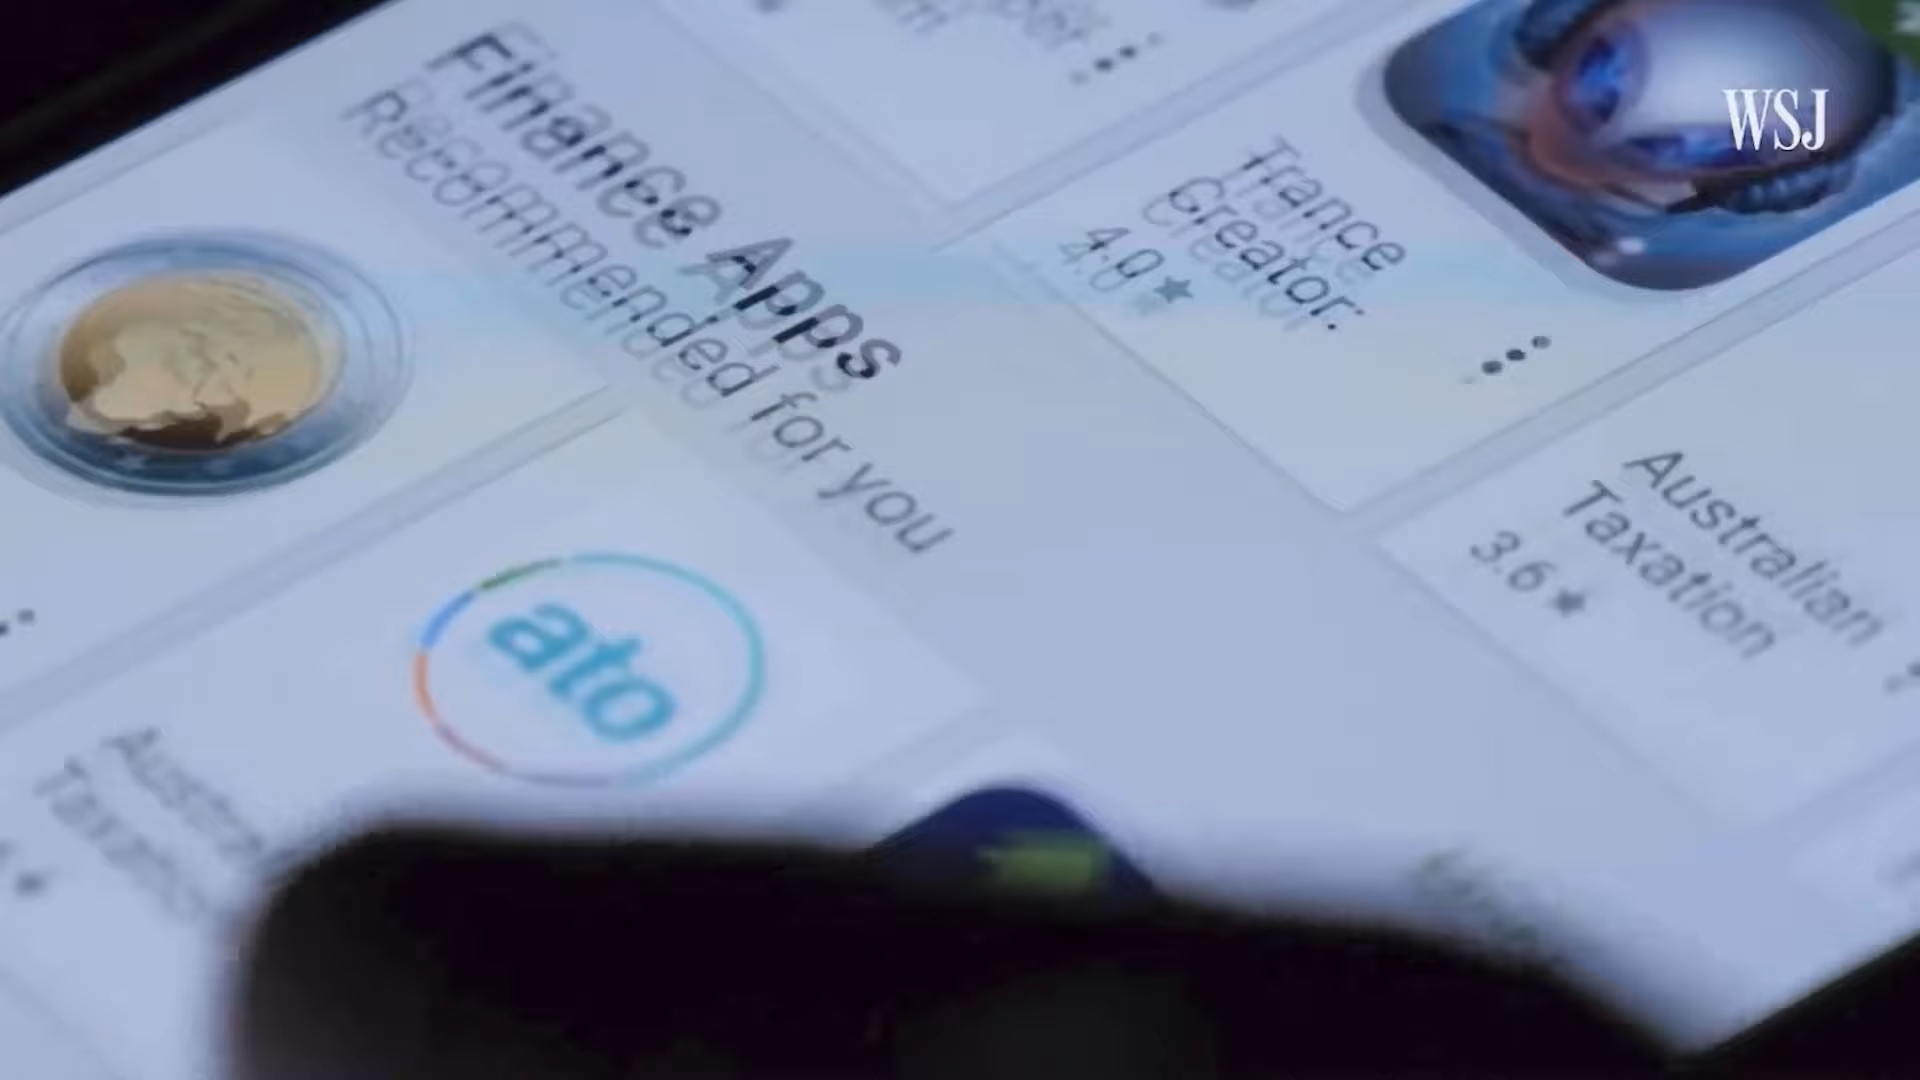 WSJ
Trance
Creator:
4.0★
Finance Apps
Recommended for you
Australian
Taxation
3.6★
ato